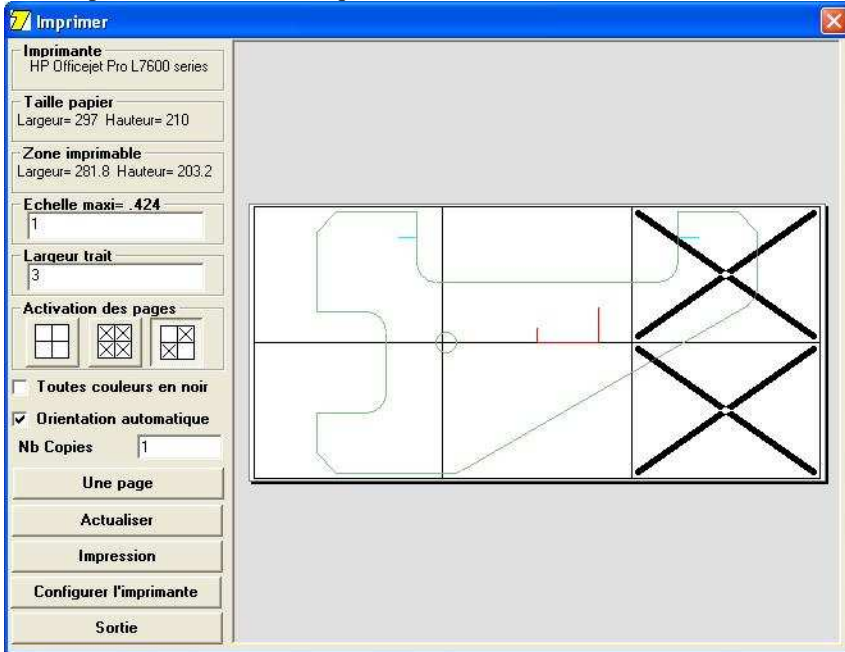 Imprimer
Imprimante
HP Officejet Pro L7600 series
Taille papier
Largeur= 297 Hauteur= 210
Zone imprimable
Largeur= 281.8 Hauteur= 203.2
Echelle maxi= .424
1
Largeur trait
3
Activation des pages
Toutes couleurs en noir
Orientation automatique
Nb Copies 1
Une page
Actualiser
Impression
Configurer l'imprimante
Sortie